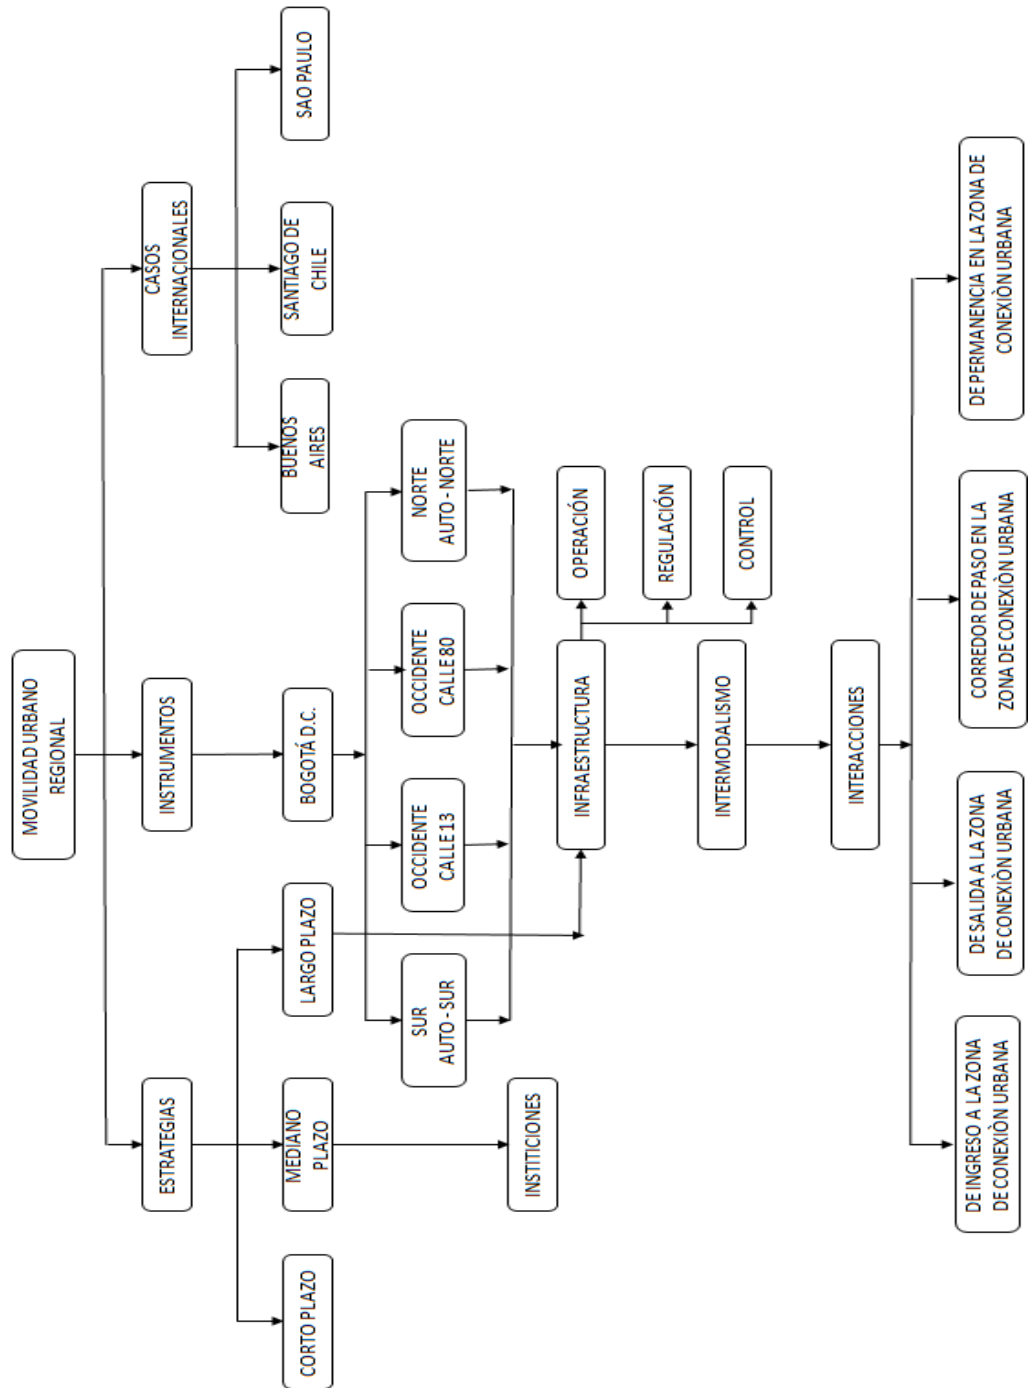 MOVILIDAD URBANO
REGIONAL
ESTRATEGIAS
INSTRUMENTOS
CASOS
INTERNACIONALES
CORTO PLAZO
MEDIANO
PLAZO
LARGO PLAZO
BOGOTÁ D.C.
BUENOS
AIRES
SANTIAGO DE
CHILE
SAO PAULO
SUR
AUTO - SUR
OCCIDENTE
CALLE 13
OCCIDENTE
CALLE 80
NORTE
AUTO - NORTE
INSTITICIONES
INFRAESTRUCTURA
OPERACIÓN
REGULACIÓN
CONTROL
INTERMODALISMO
INTERACCIONES
DE INGRESO A LA ZONA
DE CONEXIÒN URBANA
DE SALIDA A LA ZONA
DE CONEXIÒN URBANA
CORREDOR DE PASO EN LA
ZONA DE CONEXIÒN URBANA
DE PERMANENCIA EN LA ZONA DE
CONEXIÒN URBANA